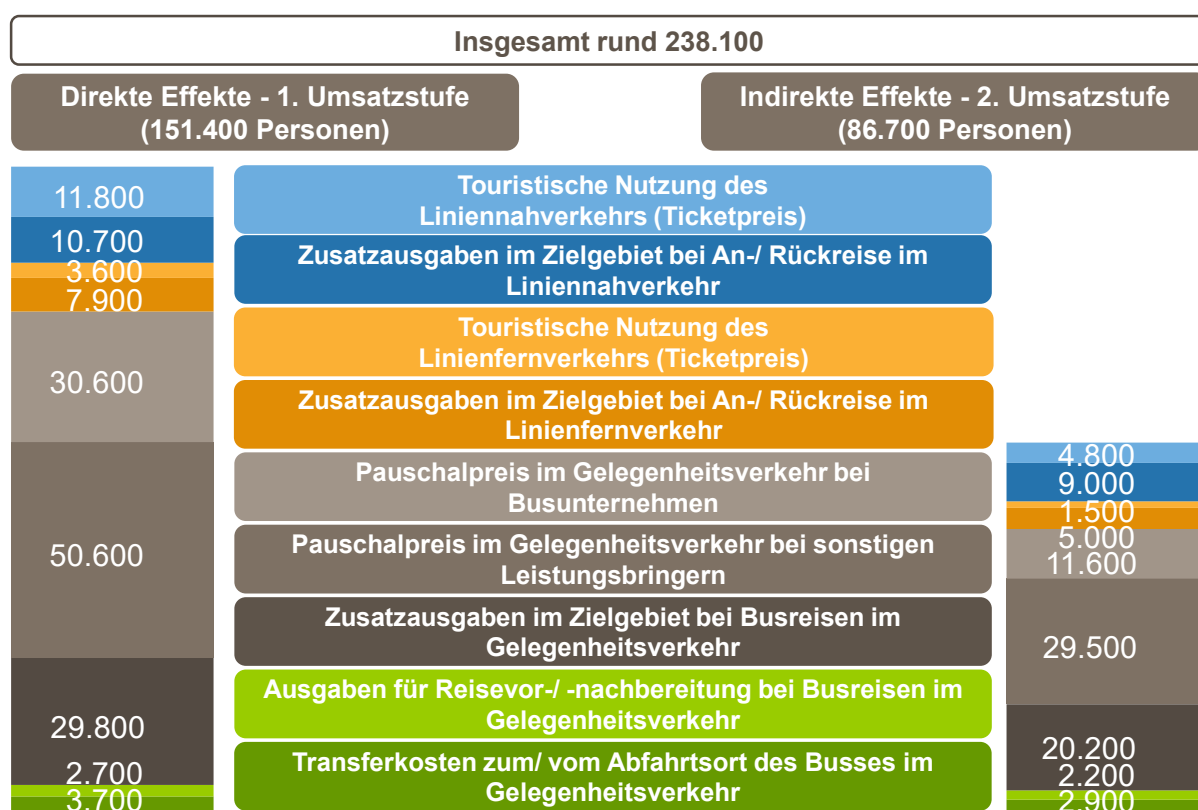 Insgesamt rund 238.100
Direkte Effekte - 1. Umsatzstufe
(151.400 Personen)
Indirekte Effekte - 2. Umsatzstufe
(86.700 Personen)
11.800
10.700
3.600
7.900
30.600
50.600
29.800
2.700
3.700
Touristische Nutzung des
Liniennahverkehrs (Ticketpreis)
Zusatzausgaben im Zielgebiet bei An-/ Rückreise im
Liniennahverkehr
Touristische Nutzung des
Linienfernverkehrs (Ticketpreis)
Zusatzausgaben im Zielgebiet bei An-/ Rückreise im
Linienfernverkehr
Pauschalpreis im Gelegenheitsverkehr bei
Busunternehmen
Pauschalpreis im Gelegenheitsverkehr bei sonstigen
Leistungsbringern
Zusatzausgaben im Zielgebiet bei Busreisen im
Gelegenheitsverkehr
Ausgaben für Reisevor-/ -nachbereitung bei Busreisen im
Gelegenheitsverkehr
Transferkosten zum/ vom Abfahrtsort des Busses im
Gelegenheitsverkehr
4.800
9.000
1.500
5.000
11.600
29.500
20.200
2.200
2.900